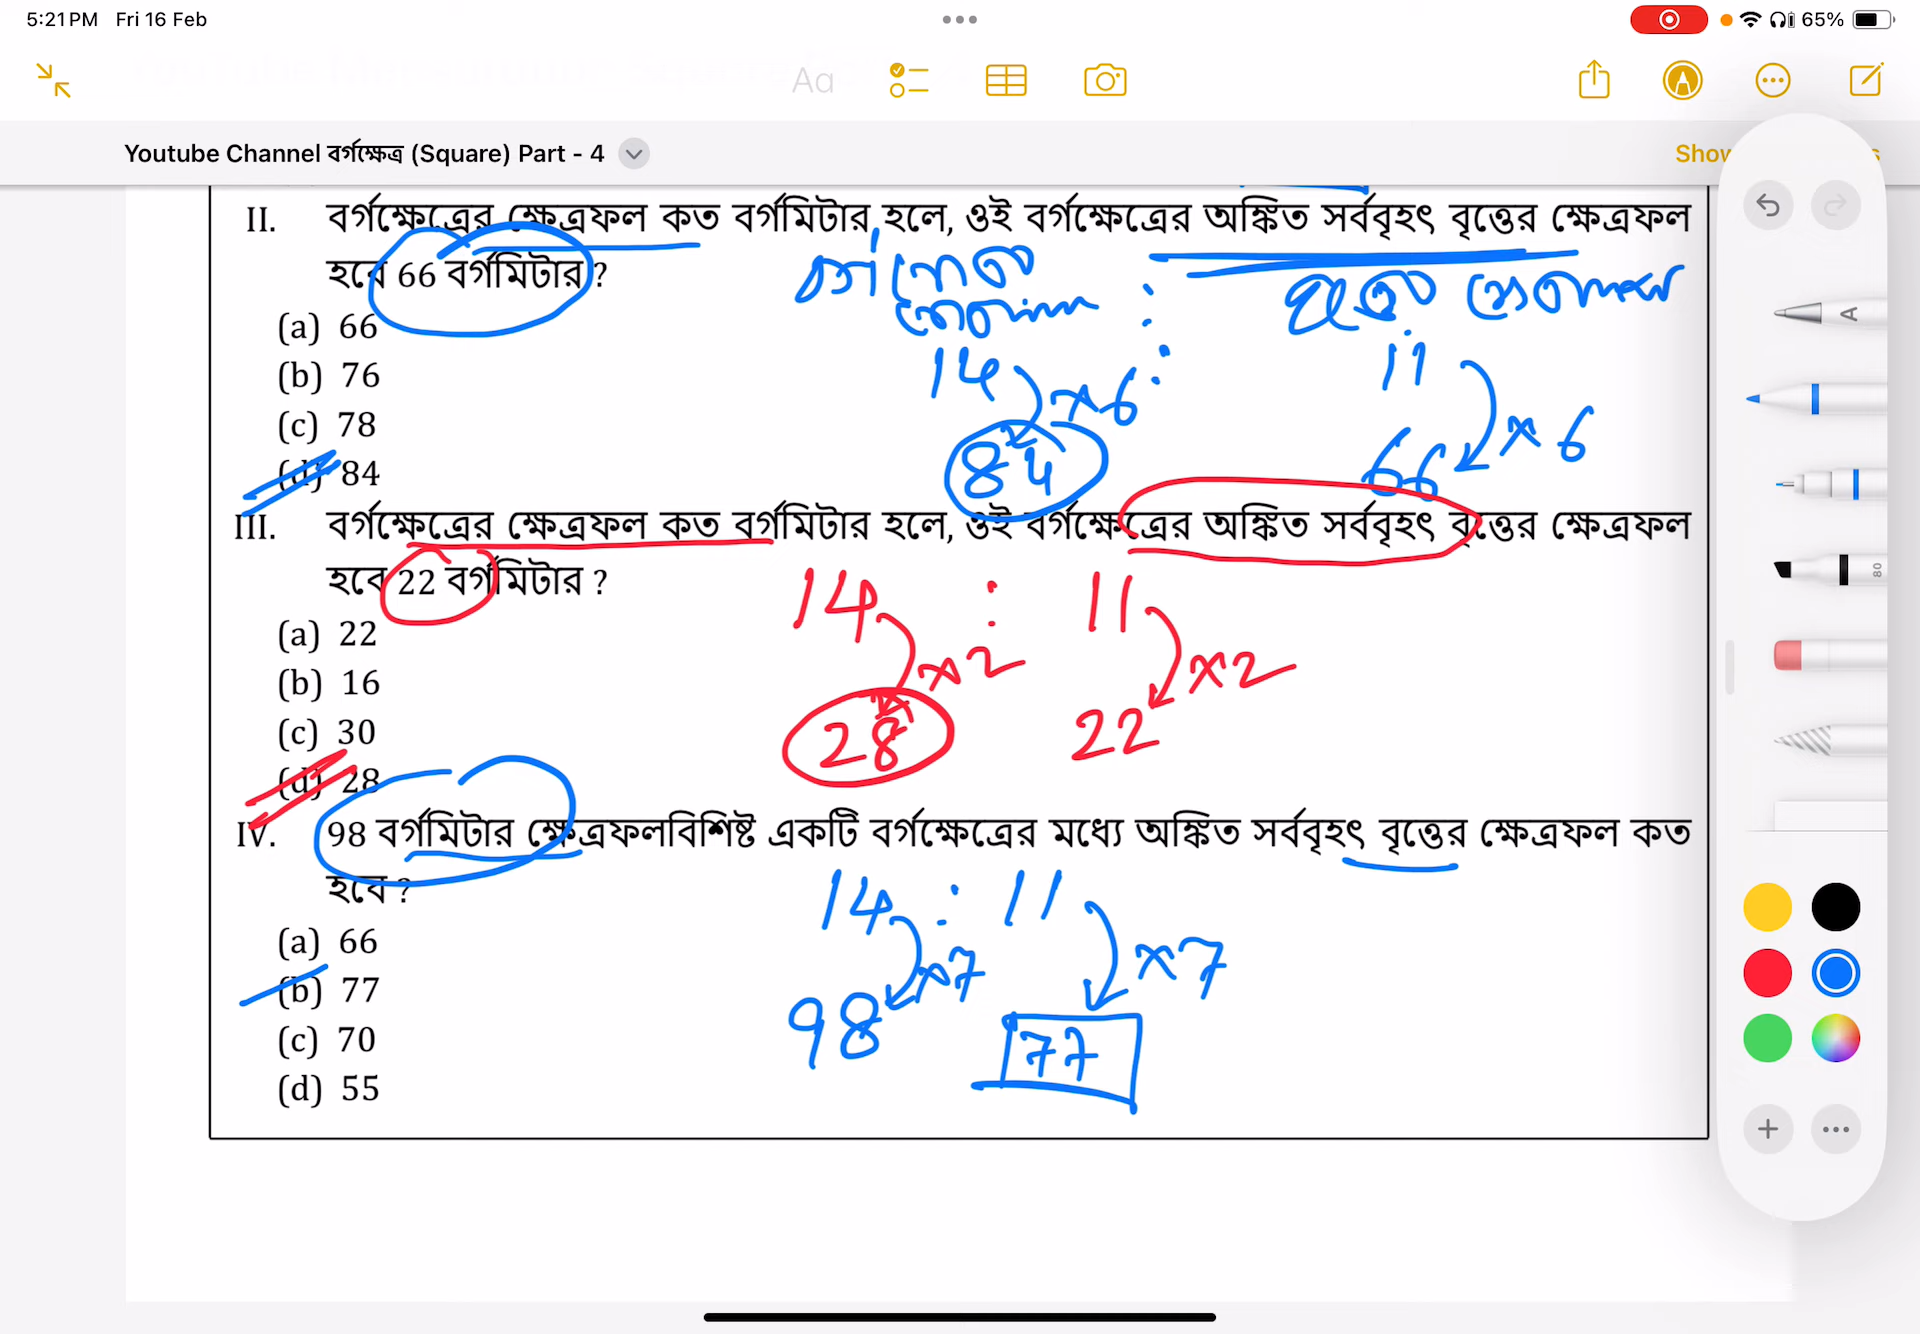 5:21 PM Fri 16 Feb
65%
Aa
Youtube Channel বর্গক্ষেত্র (Square) Part - 4
Show
II. বর্গক্ষেত্রের ক্ষেত্রফল কত বর্গমিটার হলে, ওই বর্গক্ষেত্রের অঙ্কিত সর্ববৃহৎ বৃত্তের ক্ষেত্রফল
হবে 66 বর্গমিটার ?
(a) 66
14 : 11
(b) 76
×6 ×6
(c) 78
84 66
(d) 84
III. বর্গক্ষেত্রের ক্ষেত্রফল কত বর্গমিটার হলে, ওই বর্গক্ষেত্রের অঙ্কিত সর্ববৃহৎ বৃত্তের ক্ষেত্রফল
হবে 22 বর্গমিটার ?
14 : 11
(a) 22
×2 ×2
(b) 16
(c) 30
28 22
(d) 28
IV. 98 বর্গমিটার ক্ষেত্রফলবিশিষ্ট একটি বর্গক্ষেত্রের মধ্যে অঙ্কিত সর্ববৃহৎ বৃত্তের ক্ষেত্রফল কত
হবে ?
14 : 11
(a) 66
×7 ×7
(b) 77
98 77
(c) 70
(d) 55
A
80